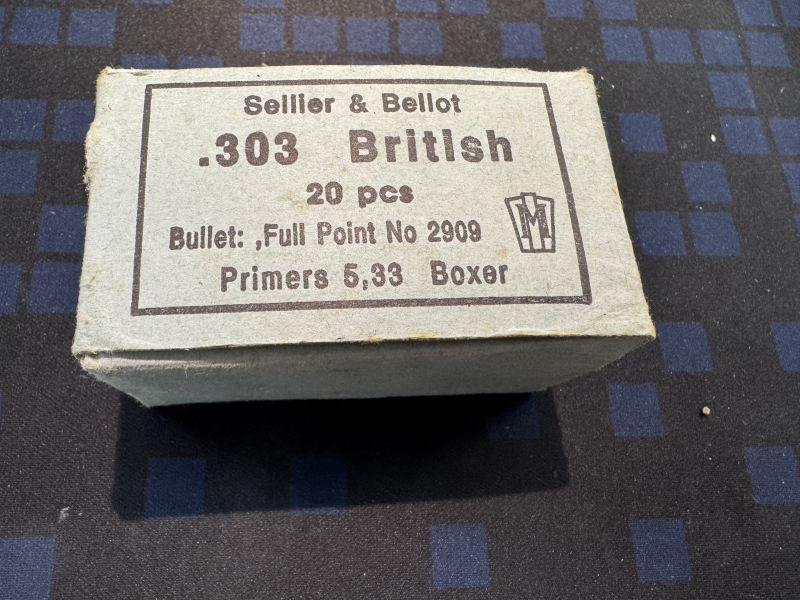 Sellier & Bellot
.303 British
20 pcs
Bullet: ,Full Point No 2909
M
Primers 5,33 Boxer